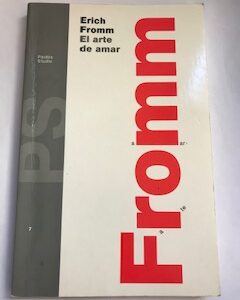 Paidós
Studio
Erich
Fromm
El arte
de amar
Fromm
PS
7